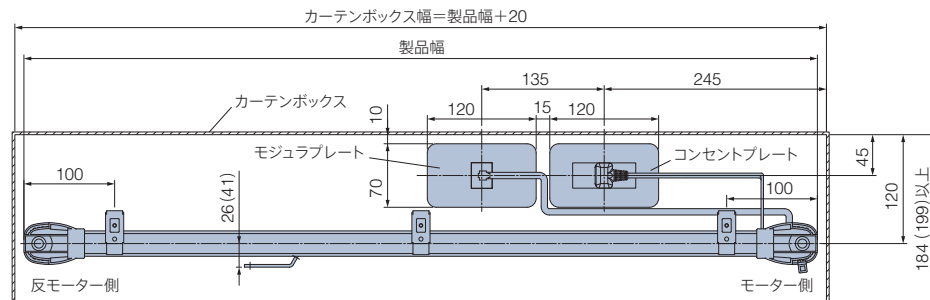 カーテンボックス幅＝製品幅＋20
製品幅
135
245
カーテンボックス
10
120
15
120
モジュラプレート
コンセントプレート
45
100
70
26(41)
100
120
184(199)以上
反モーター側
モーター側